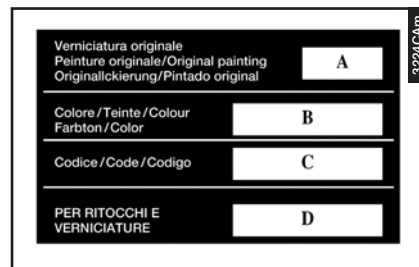 Verniciatura originale
Peinture originale/Original painting
Originallckierung/Pintado original
A
Colore/Teinte/Colour
Farbton/Color
B
Codice/Code/Codigo
C
PER RITOCCHI E
VERNICIATURE
D
3224CAm